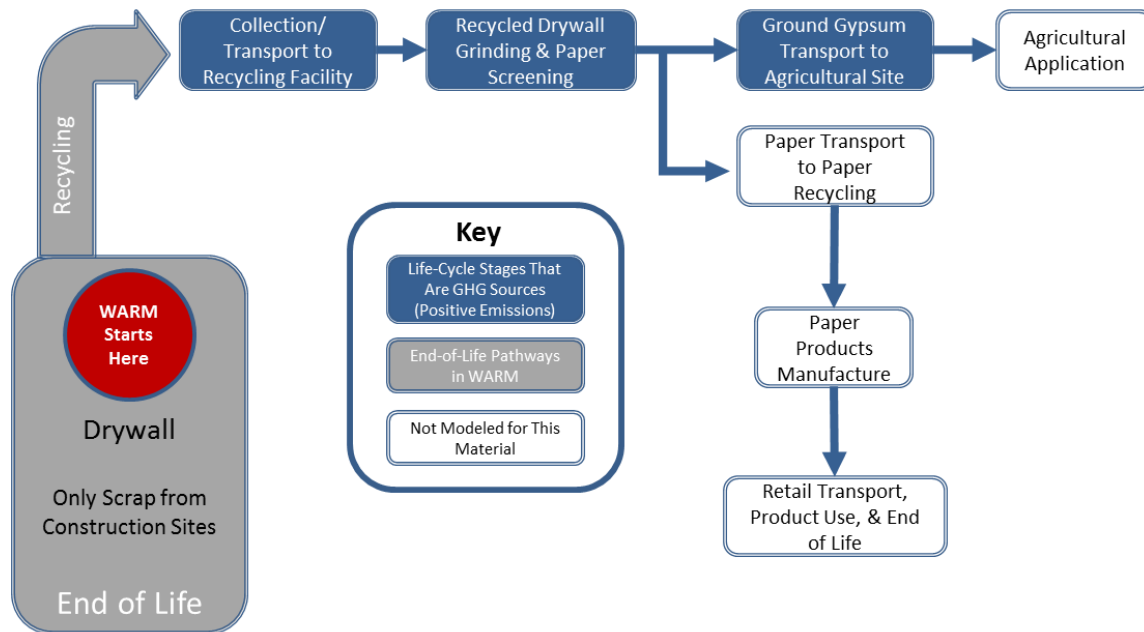 Collection/
Transport to
Recycling Facility
Recycled Drywall
Grinding & Paper
Screening
Ground Gypsum
Transport to
Agricultural Site
Agricultural
Application
Recycling
Paper Transport
to Paper
Recycling
Key
Life-Cycle Stages That
Are GHG Sources
(Positive Emissions)
End-of-Life Pathways
in WARM
Not Modeled for This
Material
WARM
Starts
Here
Drywall
Only Scrap from
Construction Sites
End of Life
Paper
Products
Manufacture
Retail Transport,
Product Use, & End
of Life